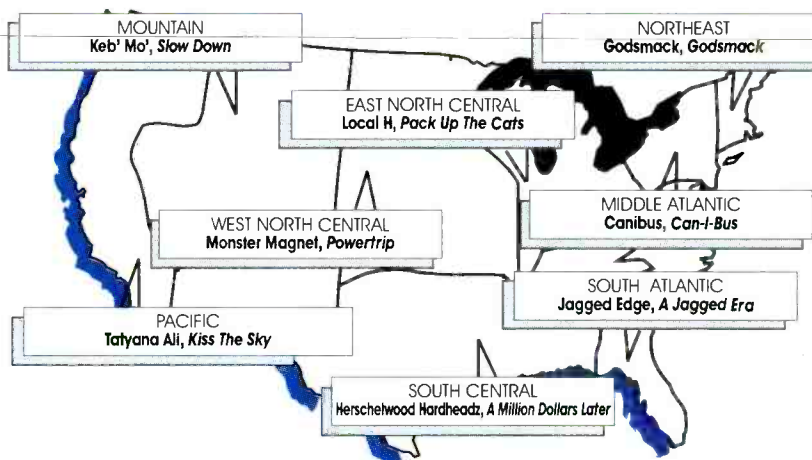 MOUNTAIN
Keb' Mo', Slow Down
NORTHEAST
Godsmack, Godsmack
EAST NORTH CENTRAL
Local H, Pack Up The Cats
WEST NORTH CENTRAL
Monster Magnet, Powertrip
MIDDLE ATLANTIC
Canibus, Can-I-Bus
SOUTH ATLANTIC
Jagged Edge, A Jagged Era
PACIFIC
Tatyana Ali, Kiss The Sky
SOUTH CENTRAL
Herschelwood Hardheadz, A Million Dollars Later